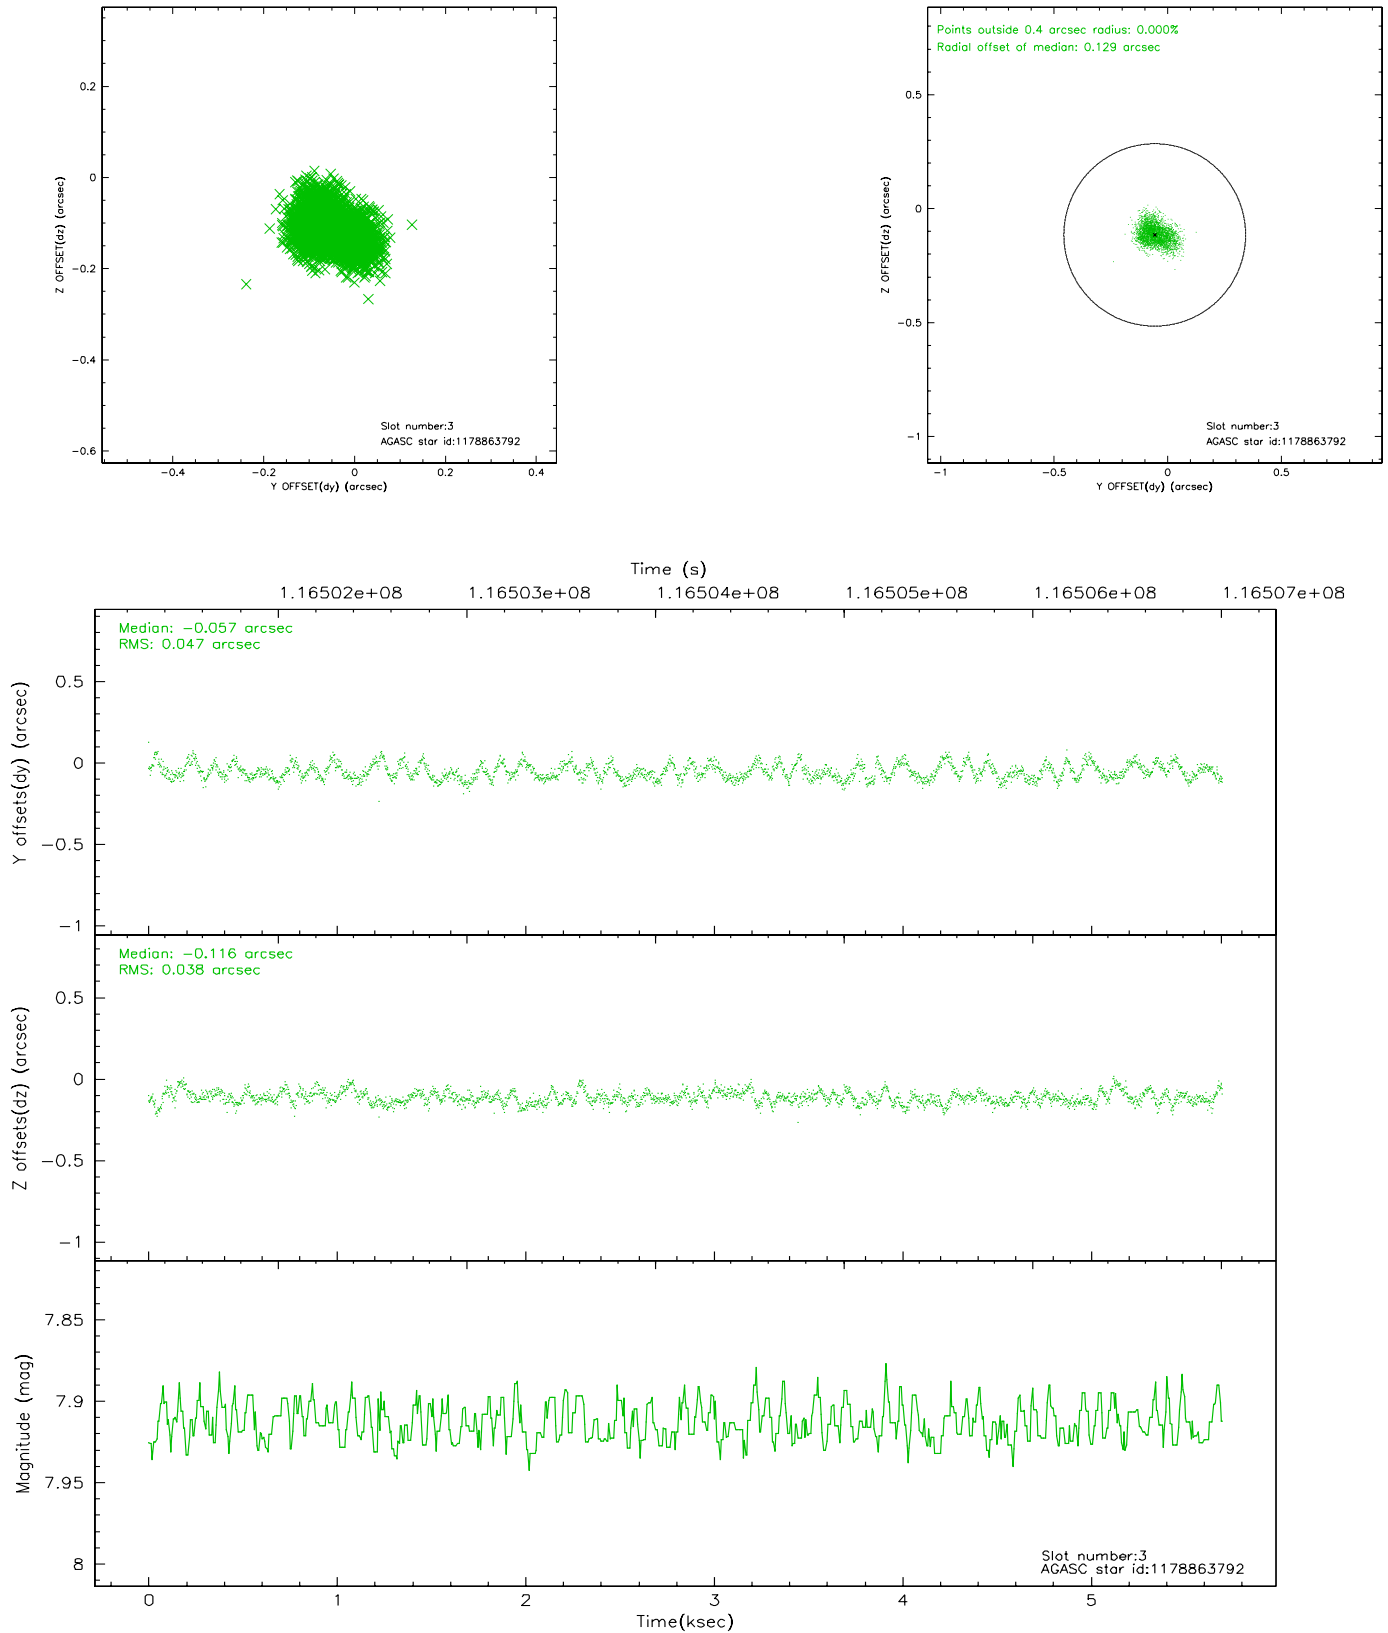 0.2
0
−0.2
−0.4
−0.6
Z OFFSET(dz) (arcsec)
Slot number:3
AGASC star id:1178863792
−0.4 −0.2 0 0.2 0.4
Y OFFSET(dy) (arcsec)
Points outside 0.4 arcsec radius: 0.000%
Radial offset of median: 0.129 arcsec
0.5
0
−0.5
−1
Z OFFSET(dz) (arcsec)
Slot number:3
AGASC star id:1178863792
−1 −0.5 0 0.5
Y OFFSET(dy) (arcsec)
Time (s)
1.16502e+08 1.16503e+08 1.16504e+08 1.16505e+08 1.16506e+08 1.16507e+08
Median: −0.057 arcsec
RMS: 0.047 arcsec
0.5
0
−0.5
−1
Y offsets(dy) (arcsec)
Median: −0.116 arcsec
RMS: 0.038 arcsec
0.5
0
−0.5
−1
Z offsets(dz) (arcsec)
7.85
7.9
7.95
8
Magnitude (mag)
Slot number:3
AGASC star id:1178863792
0 1 2 3 4 5
Time(ksec)